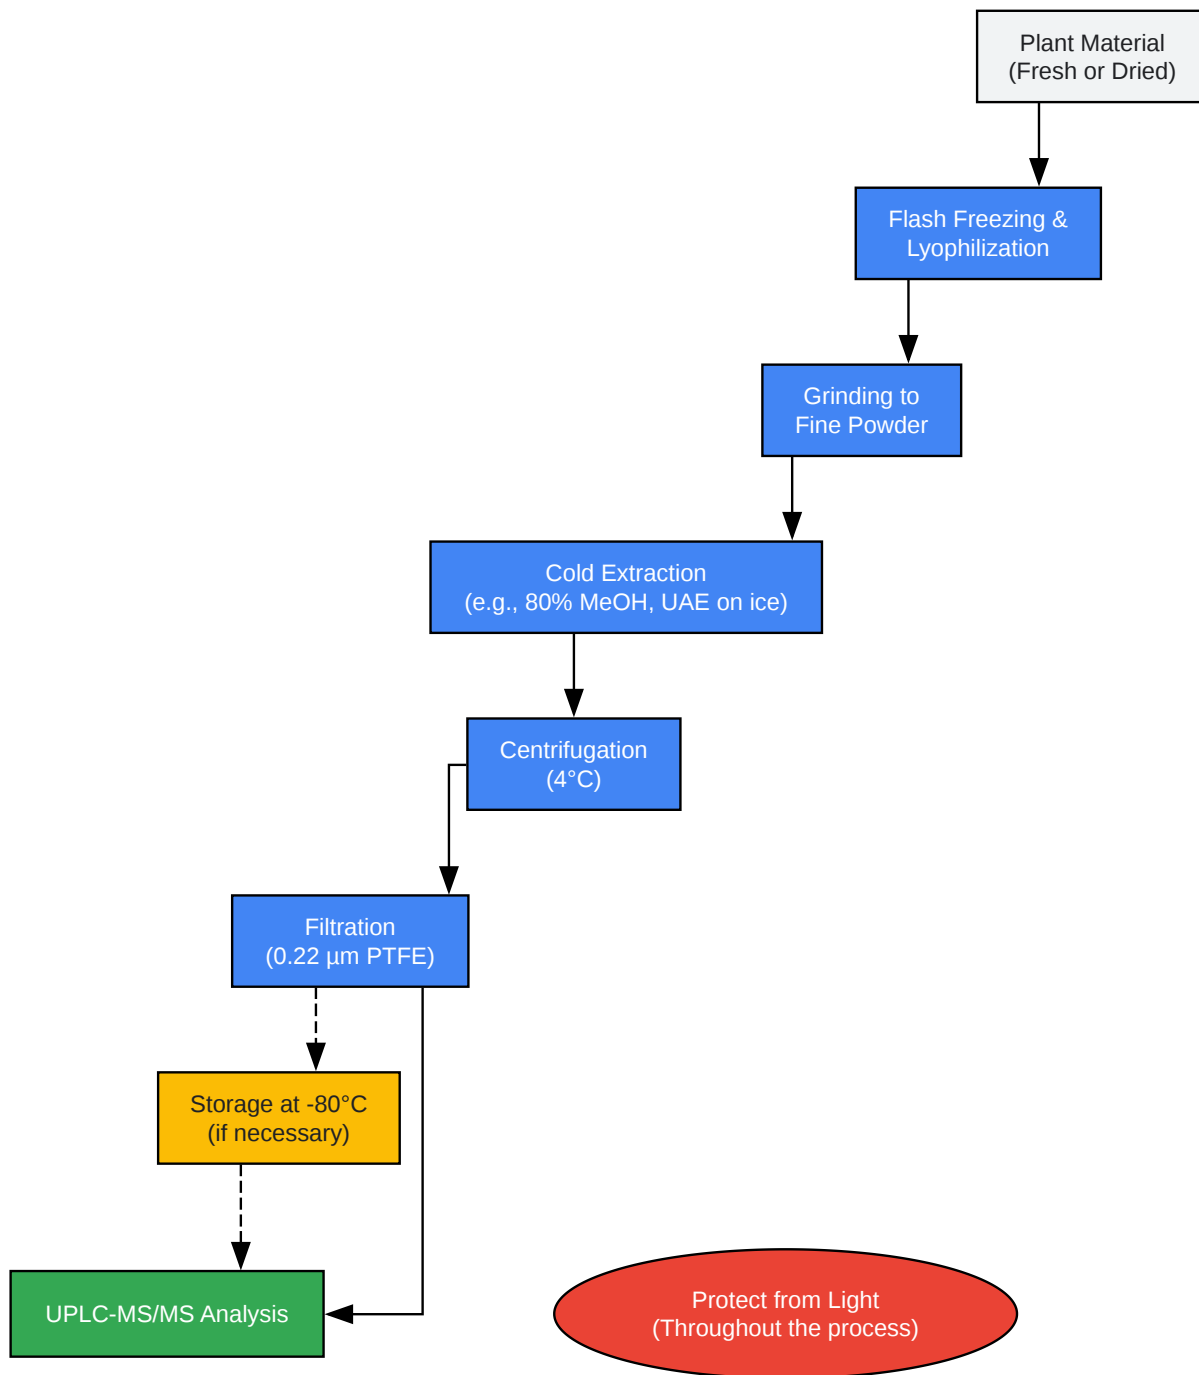 Plant Material
(Fresh or Dried)
Flash Freezing &
Lyophilization
Grinding to
Fine Powder
Cold Extraction
(e.g., 80% MeOH, UAE on ice)
Centrifugation
(4°C)
Filtration
(0.22 µm PTFE)
Storage at -80°C
(if necessary)
UPLC-MS/MS Analysis
Protect from Light
(Throughout the process)